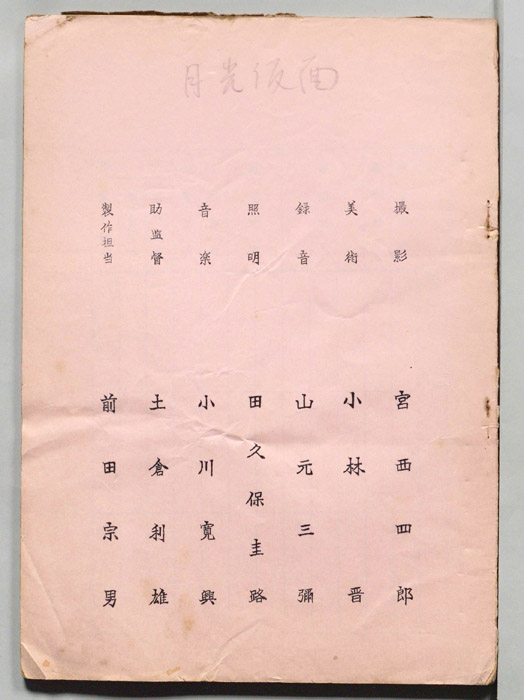 月光仮面
撮影 宮西四郎
美術 小林晋
録音 山元三彌
照明 田久保圭路
音楽 小川寛興
助監督 土倉利雄
製作担当 前田宗男